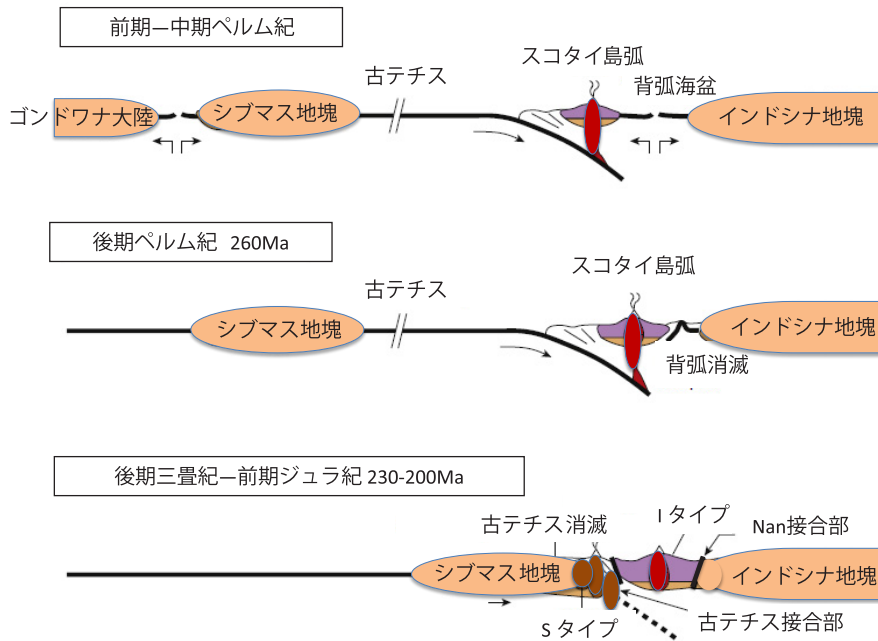 前期―中期ペルム紀
スコタイ島弧
古テチス
背弧海盆
ゴンドワナ大陸
シブマス地塊
インドシナ地塊
後期ペルム紀 260Ma
スコタイ島弧
古テチス
シブマス地塊
インドシナ地塊
背弧消滅
後期三畳紀―前期ジュラ紀 230-200Ma
古テチス消滅
I タイプ
Nan接合部
シブマス地塊
インドシナ地塊
S タイプ
古テチス接合部